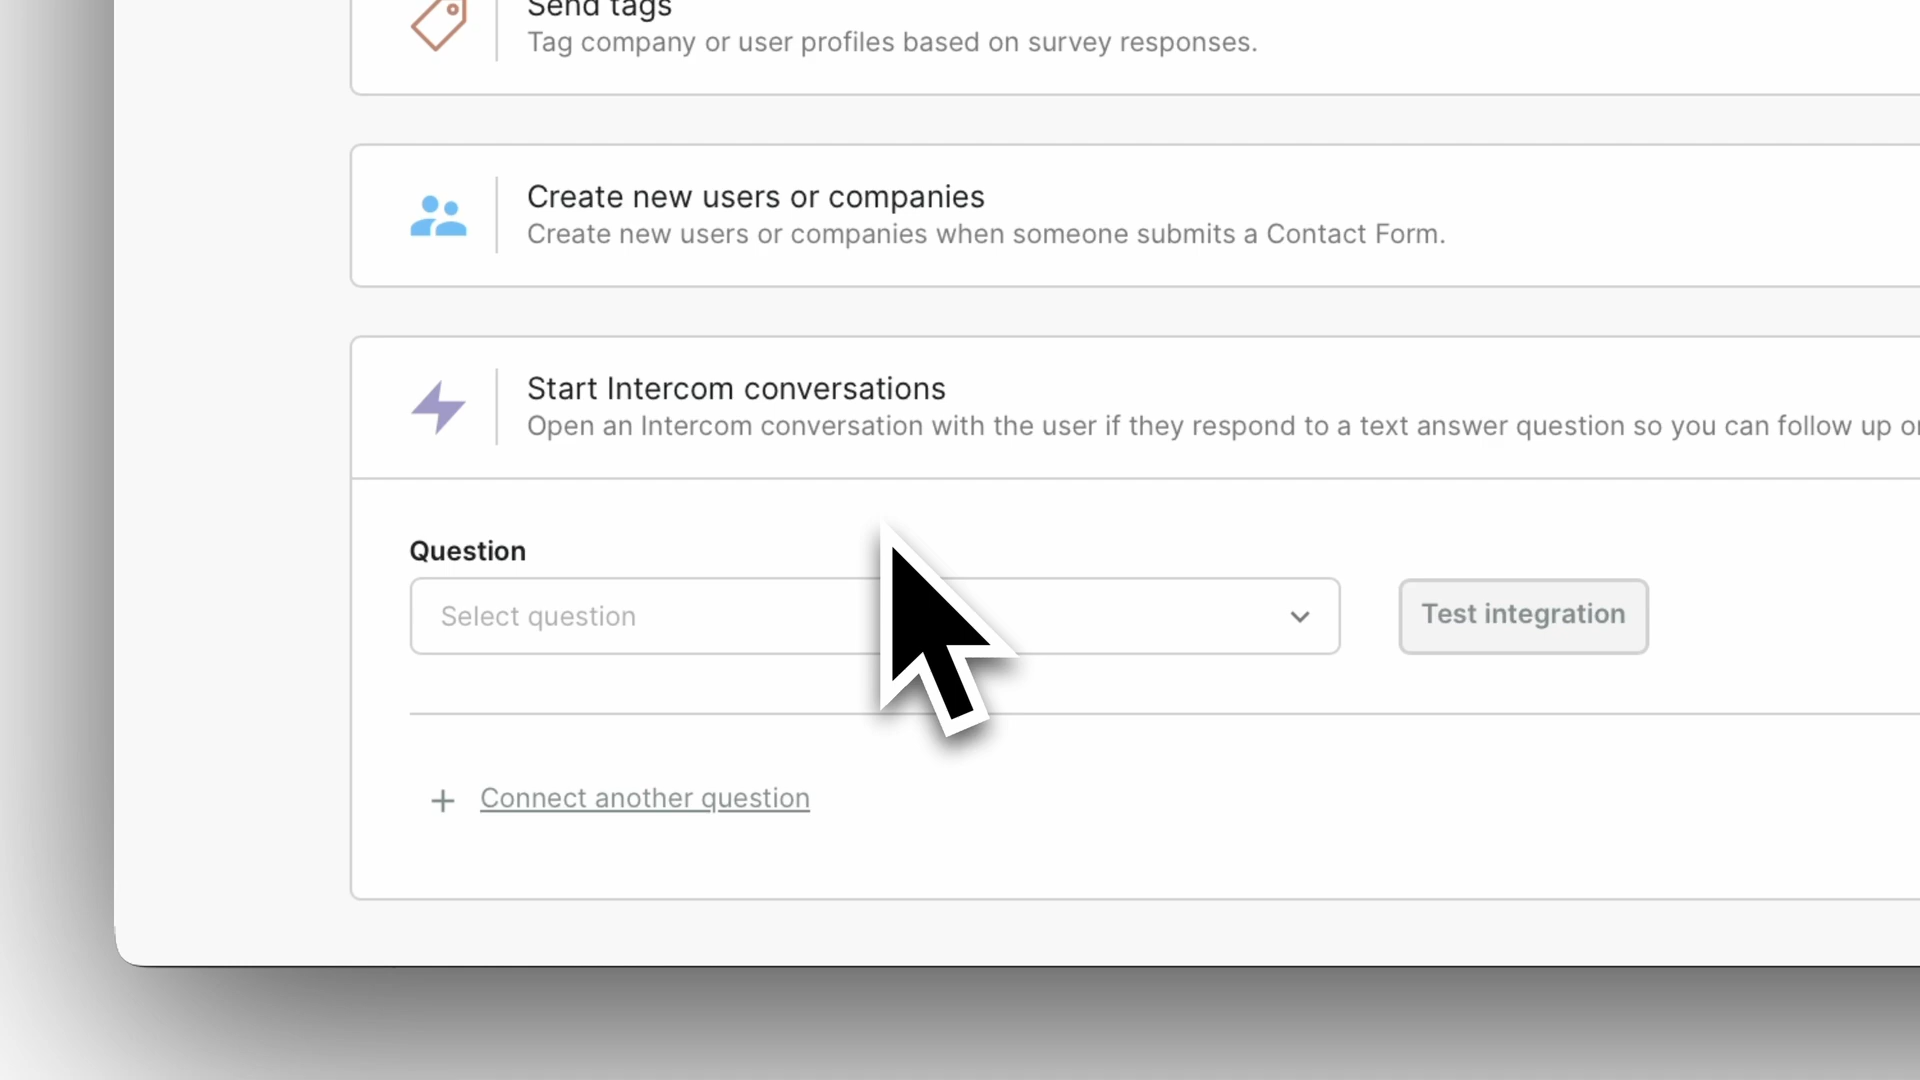 Send tags
Tag company or user profiles based on survey responses.
Create new users or companies
Create new users or companies when someone submits a Contact Form.
Start Intercom conversations
Open an Intercom conversation with the user if they respond to a text answer question so you can follow up
Question
Select question
Test integration
+ Connect another question